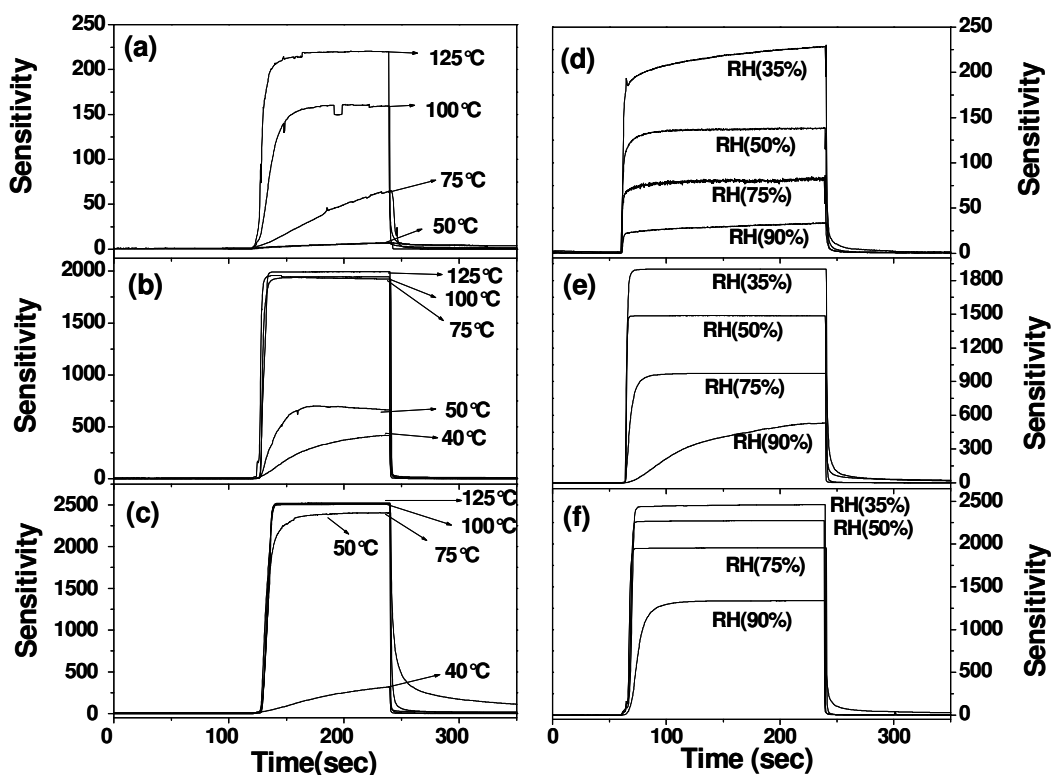 Sensitivity
250
200
150
100
50
0
(a)
125°C
100°C
75°C
50°C
Sensitivity
2000
1500
1000
500
0
(b)
125°C
100°C
75°C
50°C
40°C
Sensitivity
2500
2000
1500
1000
500
0
(c)
125°C
100°C
75°C
50°C
40°C
0 100 200 300
Time(sec)
(d)
RH(35%)
RH(50%)
RH(75%)
RH(90%)
250
200
150
100
50
0
Sensitivity
(e)
RH(35%)
RH(50%)
RH(75%)
RH(90%)
1800
1500
1200
900
600
300
0
Sensitivity
(f)
RH(35%)
RH(50%)
RH(75%)
RH(90%)
2500
2000
1500
1000
500
0
Sensitivity
0 100 200 300
Time (sec)